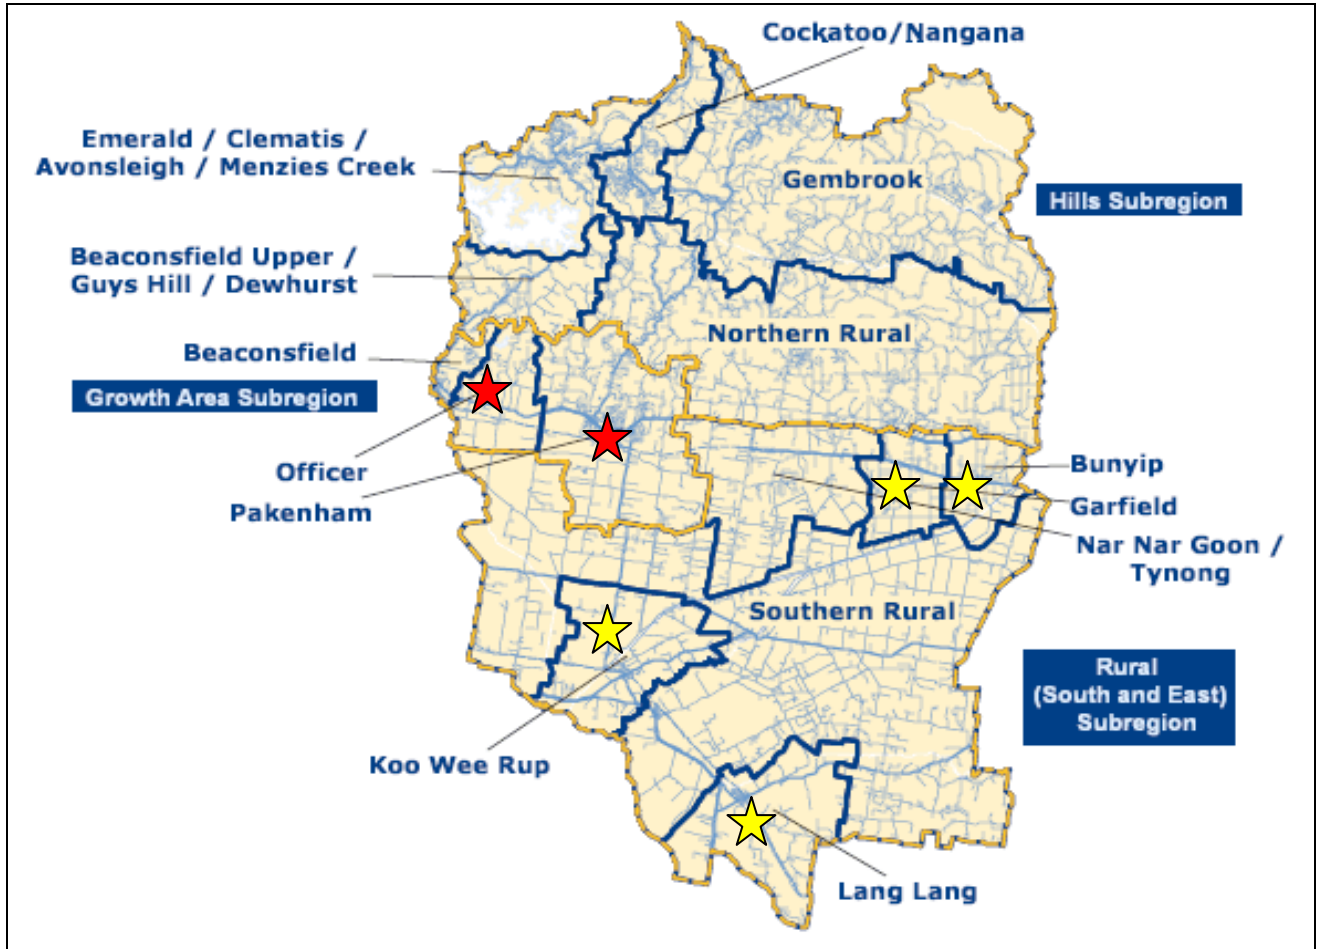 Cockatoo/Nangana
Emerald / Clematis /
Avonsleigh / Menzies Creek
Gembrook
Hills Subregion
Beaconsfield Upper /
Guys Hill / Dewhurst
Northern Rural
Beaconsfield
Growth Area Subregion
Officer
Pakenham
Bunyip
Garfield
Nar Nar Goon /
Tynong
Southern Rural
Rural
(South and East)
Subregion
Koo Wee Rup
Lang Lang